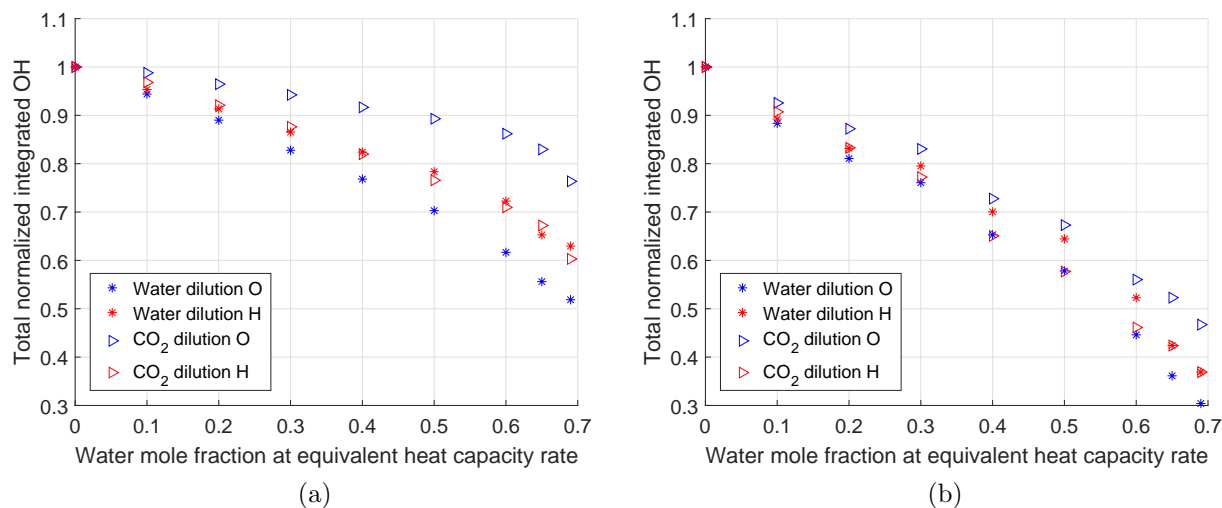 1.1
1
0.9
0.8
0.7
0.6
0.5
0.4
0.3
Total normalized integrated OH
Water dilution O
Water dilution H
CO2 dilution O
CO2 dilution H
0 0.1 0.2 0.3 0.4 0.5 0.6 0.7
Water mole fraction at equivalent heat capacity rate
(a)
1.1
1
0.9
0.8
0.7
0.6
0.5
0.4
0.3
Total normalized integrated OH
Water dilution O
Water dilution H
CO2 dilution O
CO2 dilution H
0 0.1 0.2 0.3 0.4 0.5 0.6 0.7
Water mole fraction at equivalent heat capacity rate
(b)